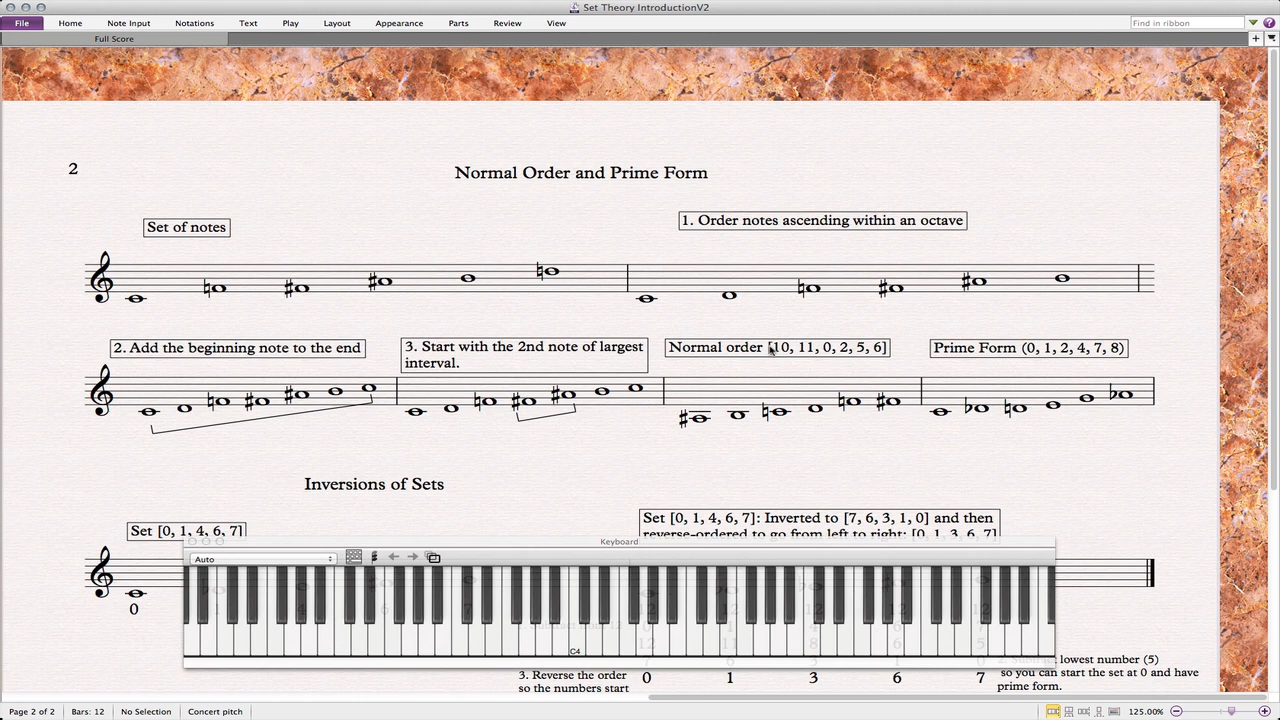 Set Theory IntroductionV2
File Home Note Input Notations Text Play Layout Appearance Parts Review View Find in ribbon
Full Score
2
Normal Order and Prime Form
Set of notes
1. Order notes ascending within an octave
2. Add the beginning note to the end
3. Start with the 2nd note of largest
interval.
Normal order [10, 11, 0, 2, 5, 6]
Prime Form (0, 1, 2, 4, 7, 8)
Inversions of Sets
Set [0, 1, 4, 6, 7]
Set [0, 1, 4, 6, 7]: Inverted to [7, 6, 3, 1, 0] and then
reverse-ordered to go from left to right: [0, 1, 3, 6, 7]
Keyboard
Auto
0
C4
2. Subtract lowest number (5)
so you can start the set at 0 and have
prime form.
3. Reverse the order
so the numbers start
0 1 3 6 7
Page 2 of 2 Bars: 12 No Selection Concert pitch 125.00%